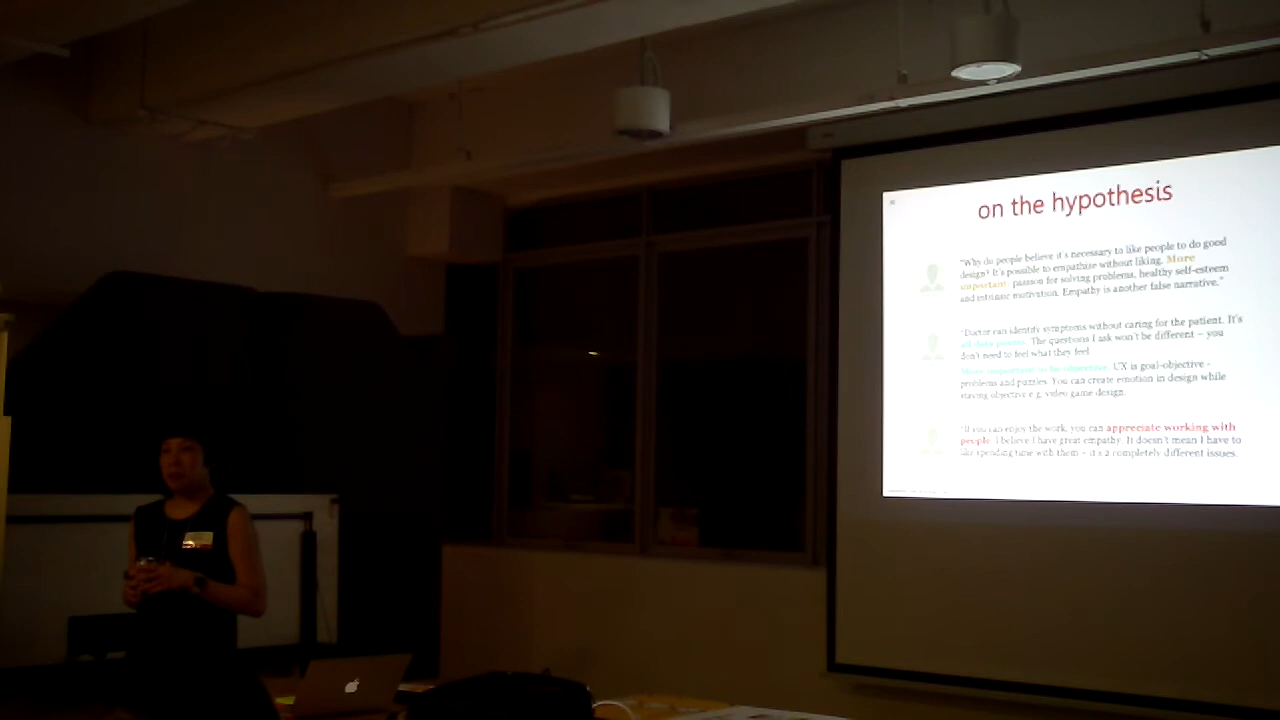 on the hypothesis
"Why do people believe it's necessary to like people to do good
design? It's possible to empathize without liking. More
important: passion for solving problems, healthy self-esteem
and intrinsic motivation. Empathy is another false narrative."
"Doctor can identify symptoms without caring for the patient. It's
all data points. The questions I ask won't be different – you
don't need to feel what they feel
More important to be objective. UX is goal-objective -
problems and puzzles. You can create emotion in design while
staying objective e.g. video game design.
"If you can enjoy the work, you can appreciate working with
people. I believe I have great empathy. It doesn't mean I have to
like spending time with them – it's 2 completely different issues.